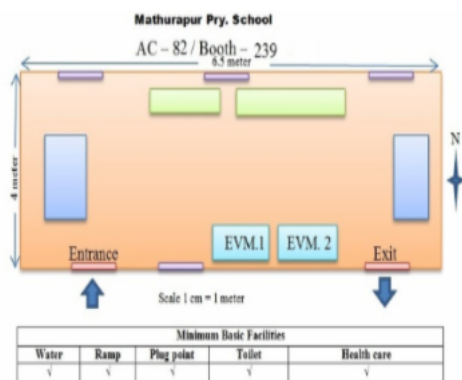 Mathurapur Pry. School
AC – 82 / Booth – 239
6.5 meter
4 meter
N
EVM.1 EVM. 2
Entrance Exit
Scale 1 cm = 1 meter
Minimum Basic Facilities
Water Ramp Plug point Toilet Health care
√ √ √ √ √